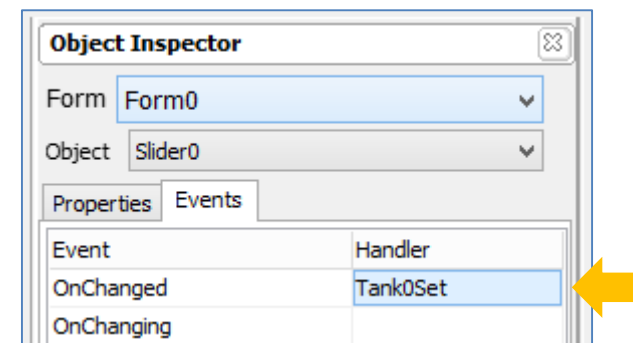 Object Inspector
Form Form0
Object Slider0
Properties Events
Event Handler
OnChanged Tank0Set
OnChanging